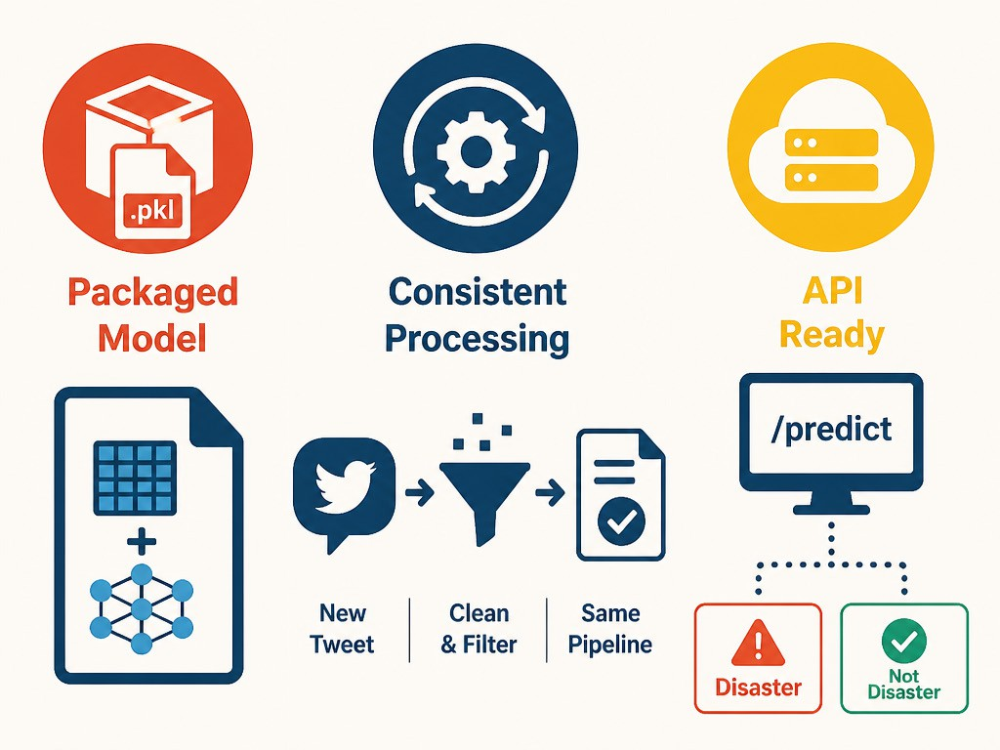 .pkl
Packaged
Model
Consistent
Processing
API
Ready
New
Tweet
Clean
& Filter
Same
Pipeline
/predict
Disaster
Not
Disaster